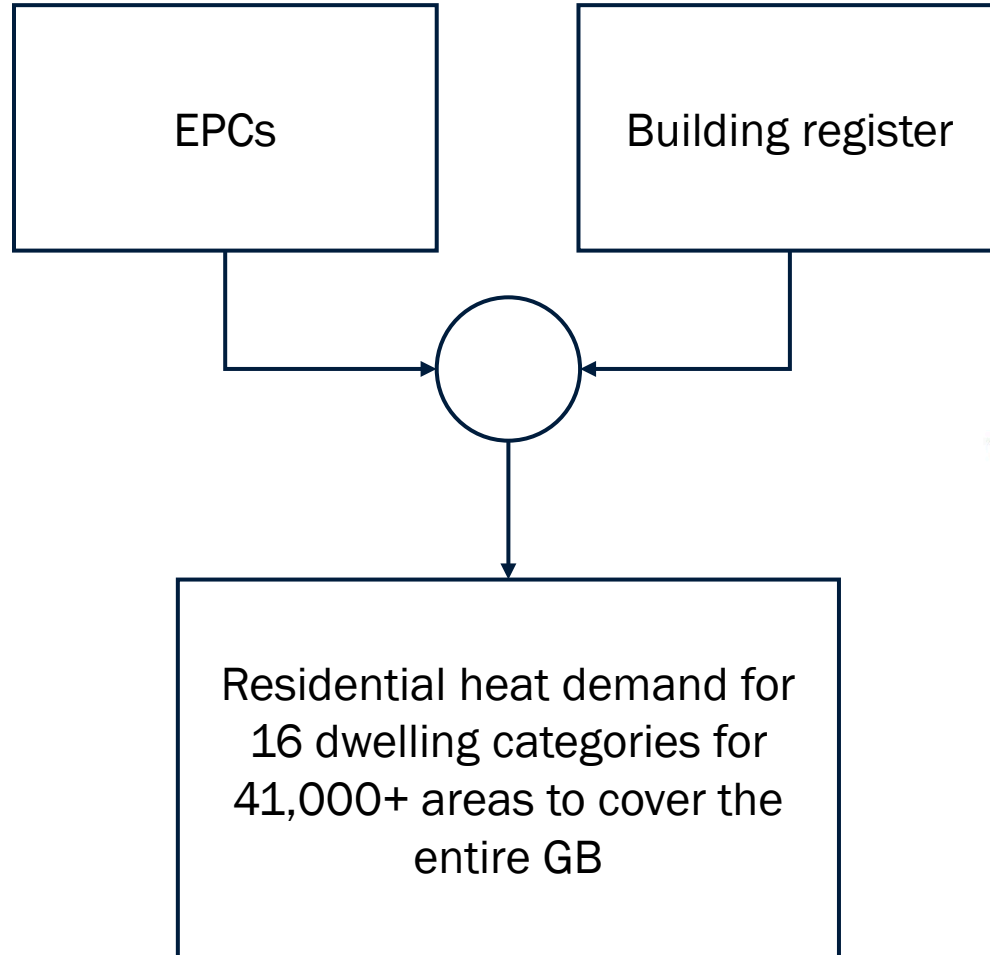 EPCs
Building register
Residential heat demand for
16 dwelling categories for
41,000+ areas to cover the
entire GB